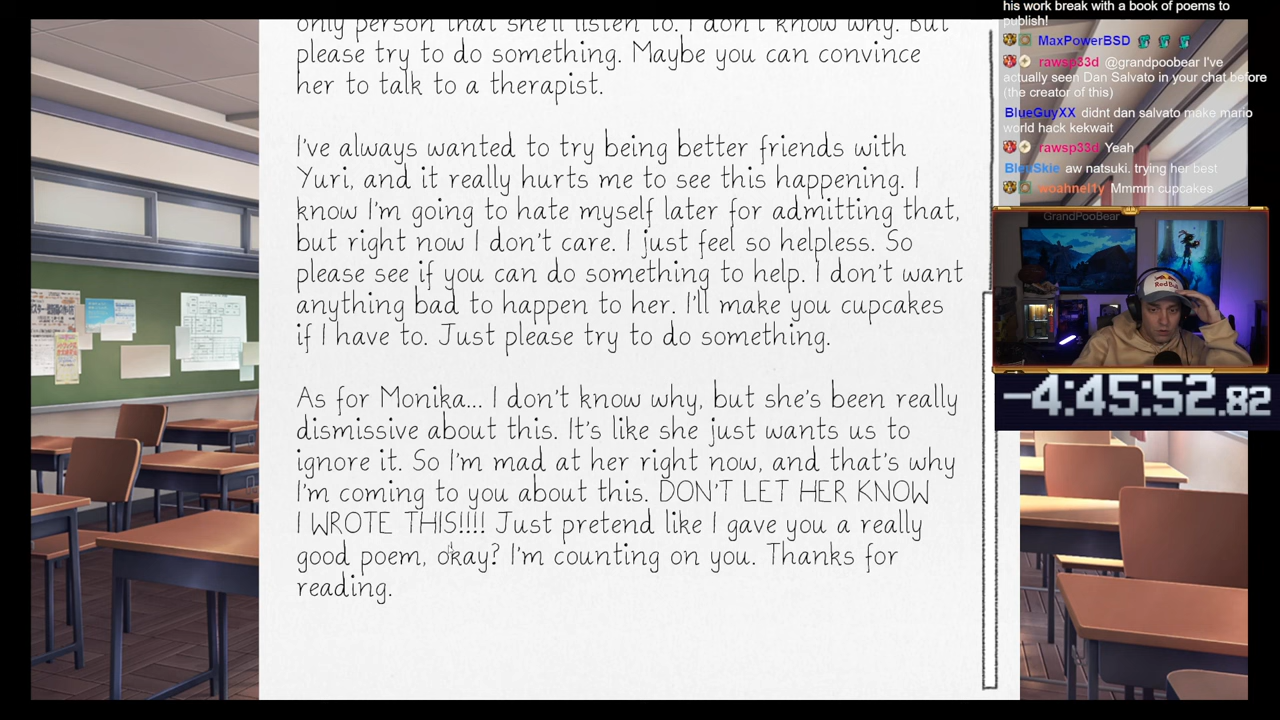 only person that she'll listen to. I don't know why. But
please try to do something. Maybe you can convince
her to talk to a therapist.
I've always wanted to try being better friends with
Yuri, and it really hurts me to see this happening. I
know I'm going to hate myself later for admitting that,
but right now I don't care. I just feel so helpless. So
please see if you can do something to help. I don't want
anything bad to happen to her. I'll make you cupcakes
if I have to. Just please try to do something.
As for Monika... I don't know why, but she's been really
dismissive about this. It's like she just wants us to
ignore it. So I'm mad at her right now, and that's why
I'm coming to you about this. DON'T LET HER KNOW
I WROTE THIS!!!! Just pretend like I gave you a really
good poem, okay? I'm counting on you. Thanks for
reading.
his work break with a book of poems to
publish!
MaxPowerBSD
rawsp33d @grandpoobear I've
actually seen Dan Salvato in your chat before
(the creator of this)
BlueGuyXX didnt dan salvato make mario
world hack kekwait
rawsp33d Yeah
aw natsuki. trying her best
woahnel1y Mmmm cupcakes
GrandPooBear
Red Bull
-4:45:52.82